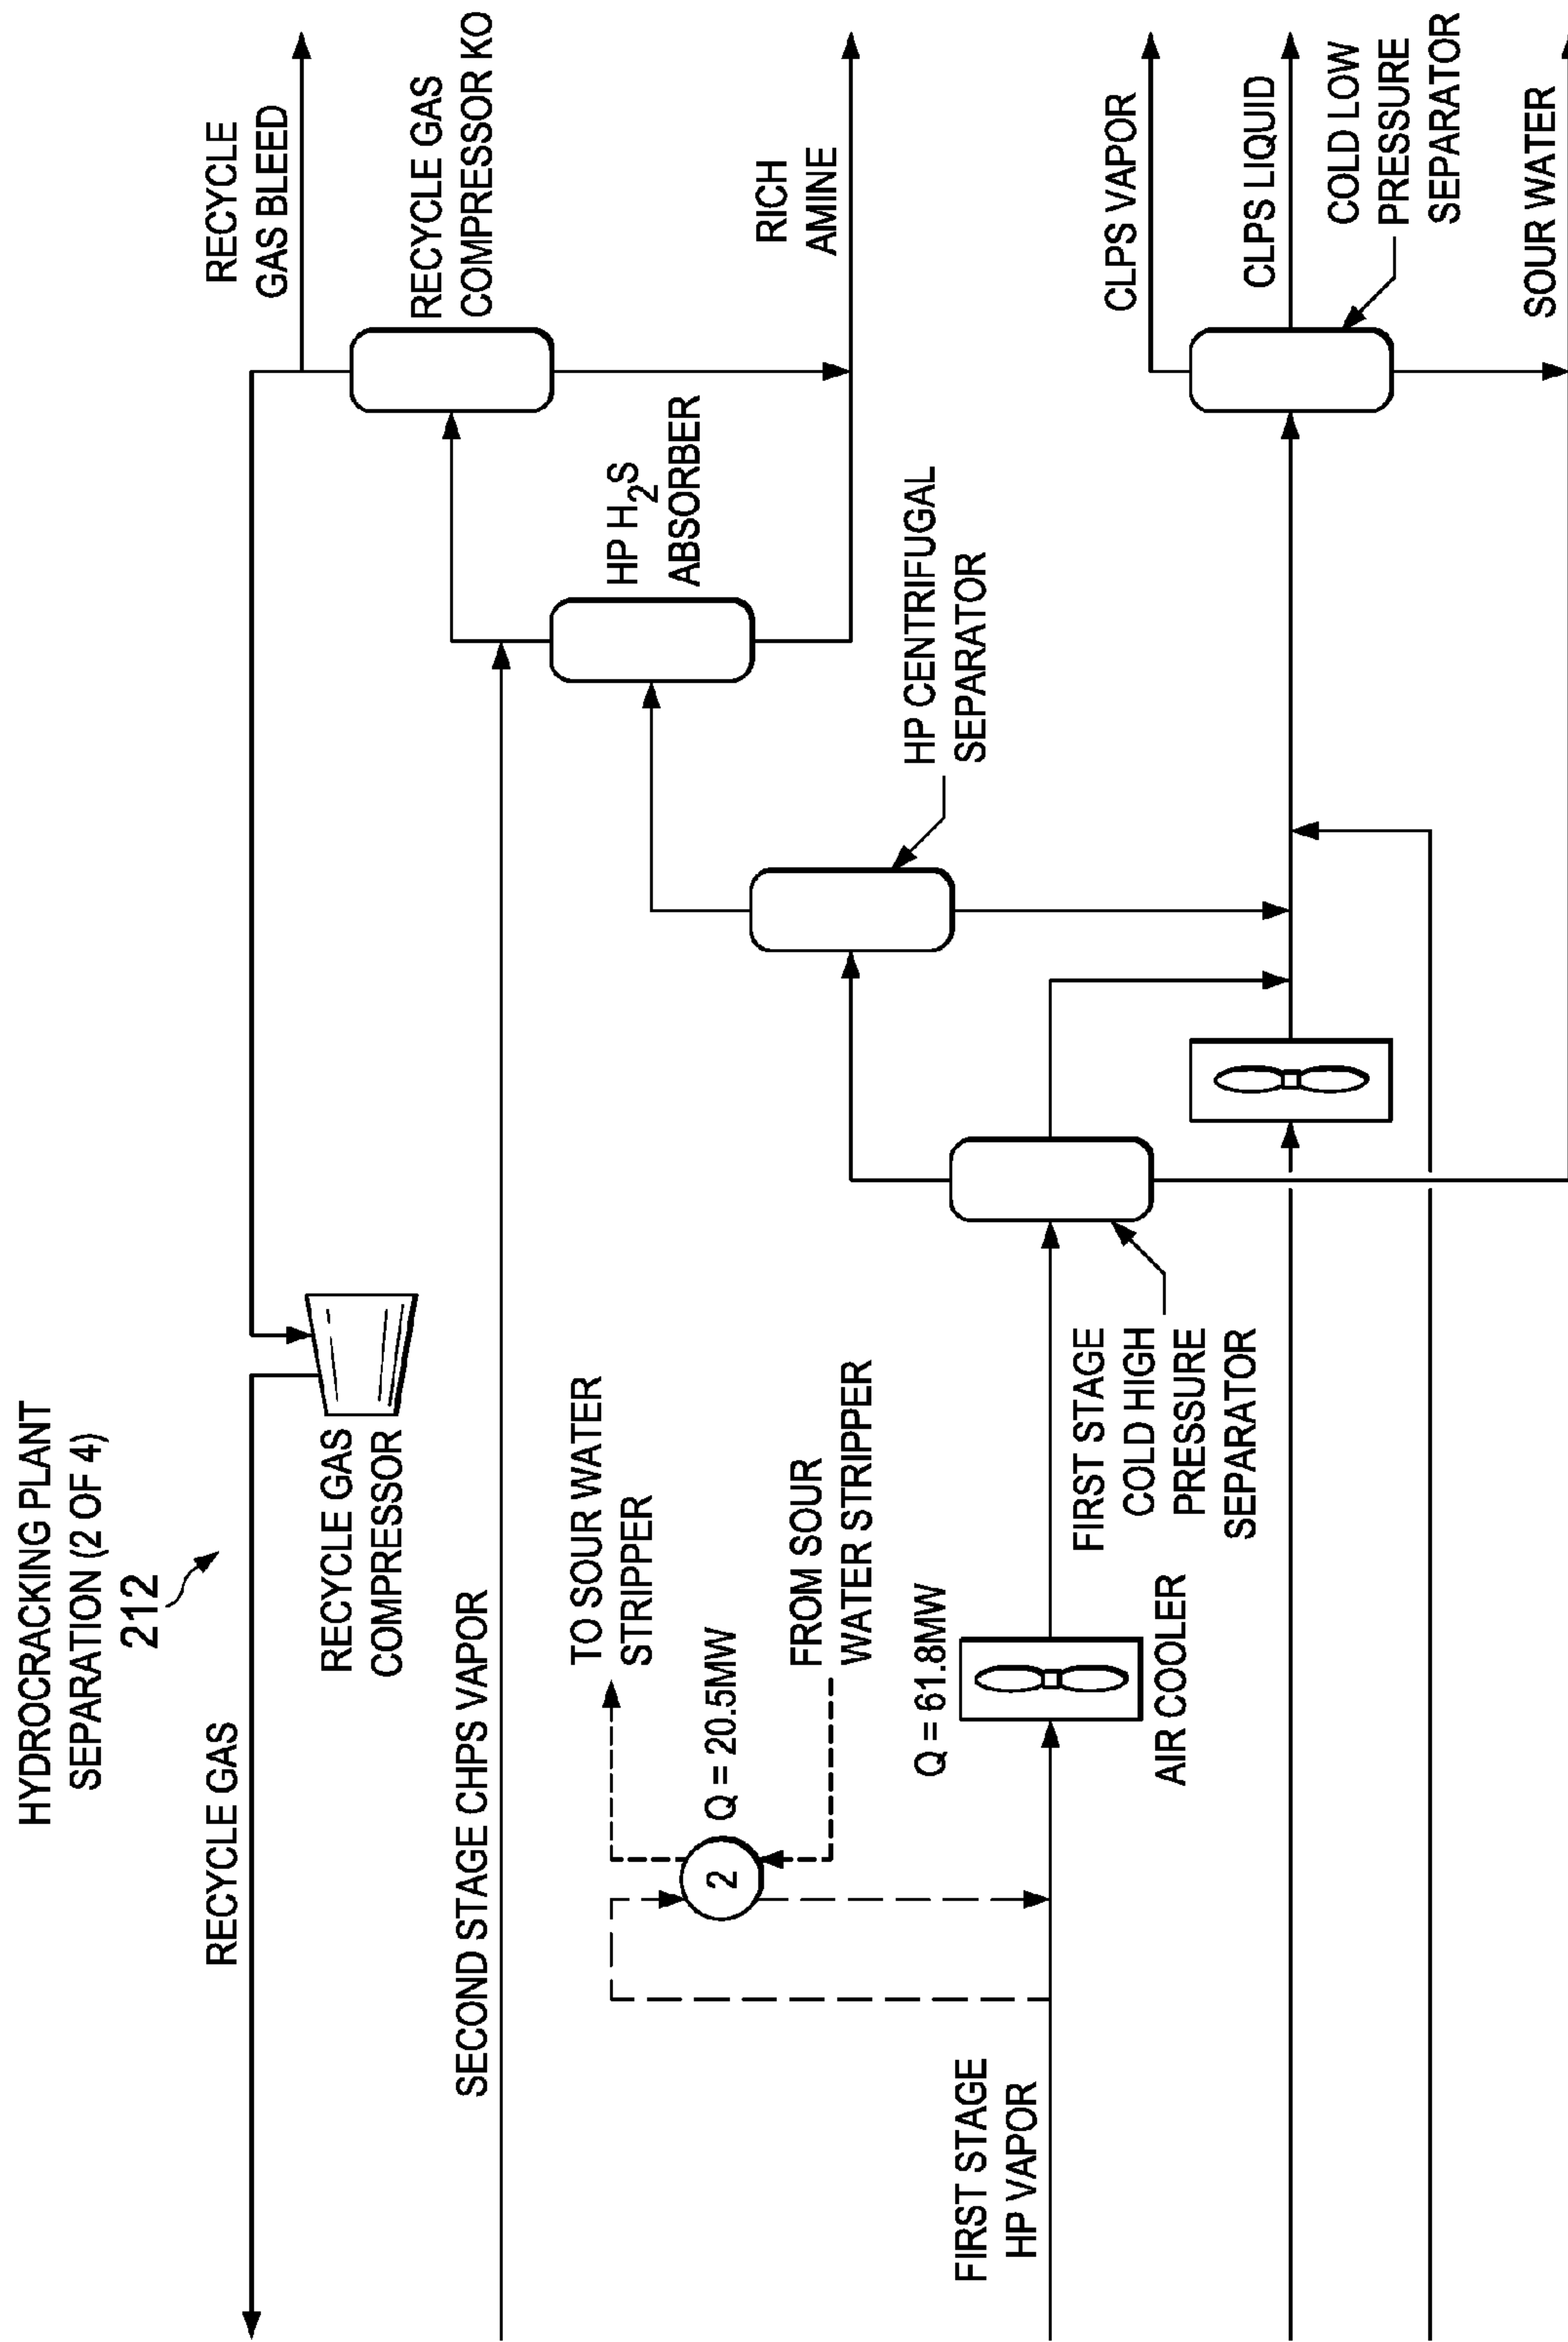 HYDROCRACKING PLANT
SEPARATION (2 OF 4)
212
RECYCLE GAS
RECYCLE GAS
COMPRESSOR
RECYCLE
GAS BLEED
RECYCLE GAS
COMPRESSOR KO
SECOND STAGE CHPS VAPOR
TO SOUR WATER
STRIPPER
HP H2S
ABSORBER
2
Q = 20.5MW
FROM SOUR
WATER STRIPPER
RICH
AMINE
HP CENTRIFUGAL
SEPARATOR
FIRST STAGE
HP VAPOR
Q = 61.8MW
AIR COOLER
FIRST STAGE
COLD HIGH
PRESSURE
SEPARATOR
CLPS VAPOR
CLPS LIQUID
COLD LOW
PRESSURE
SEPARATOR
SOUR WATER